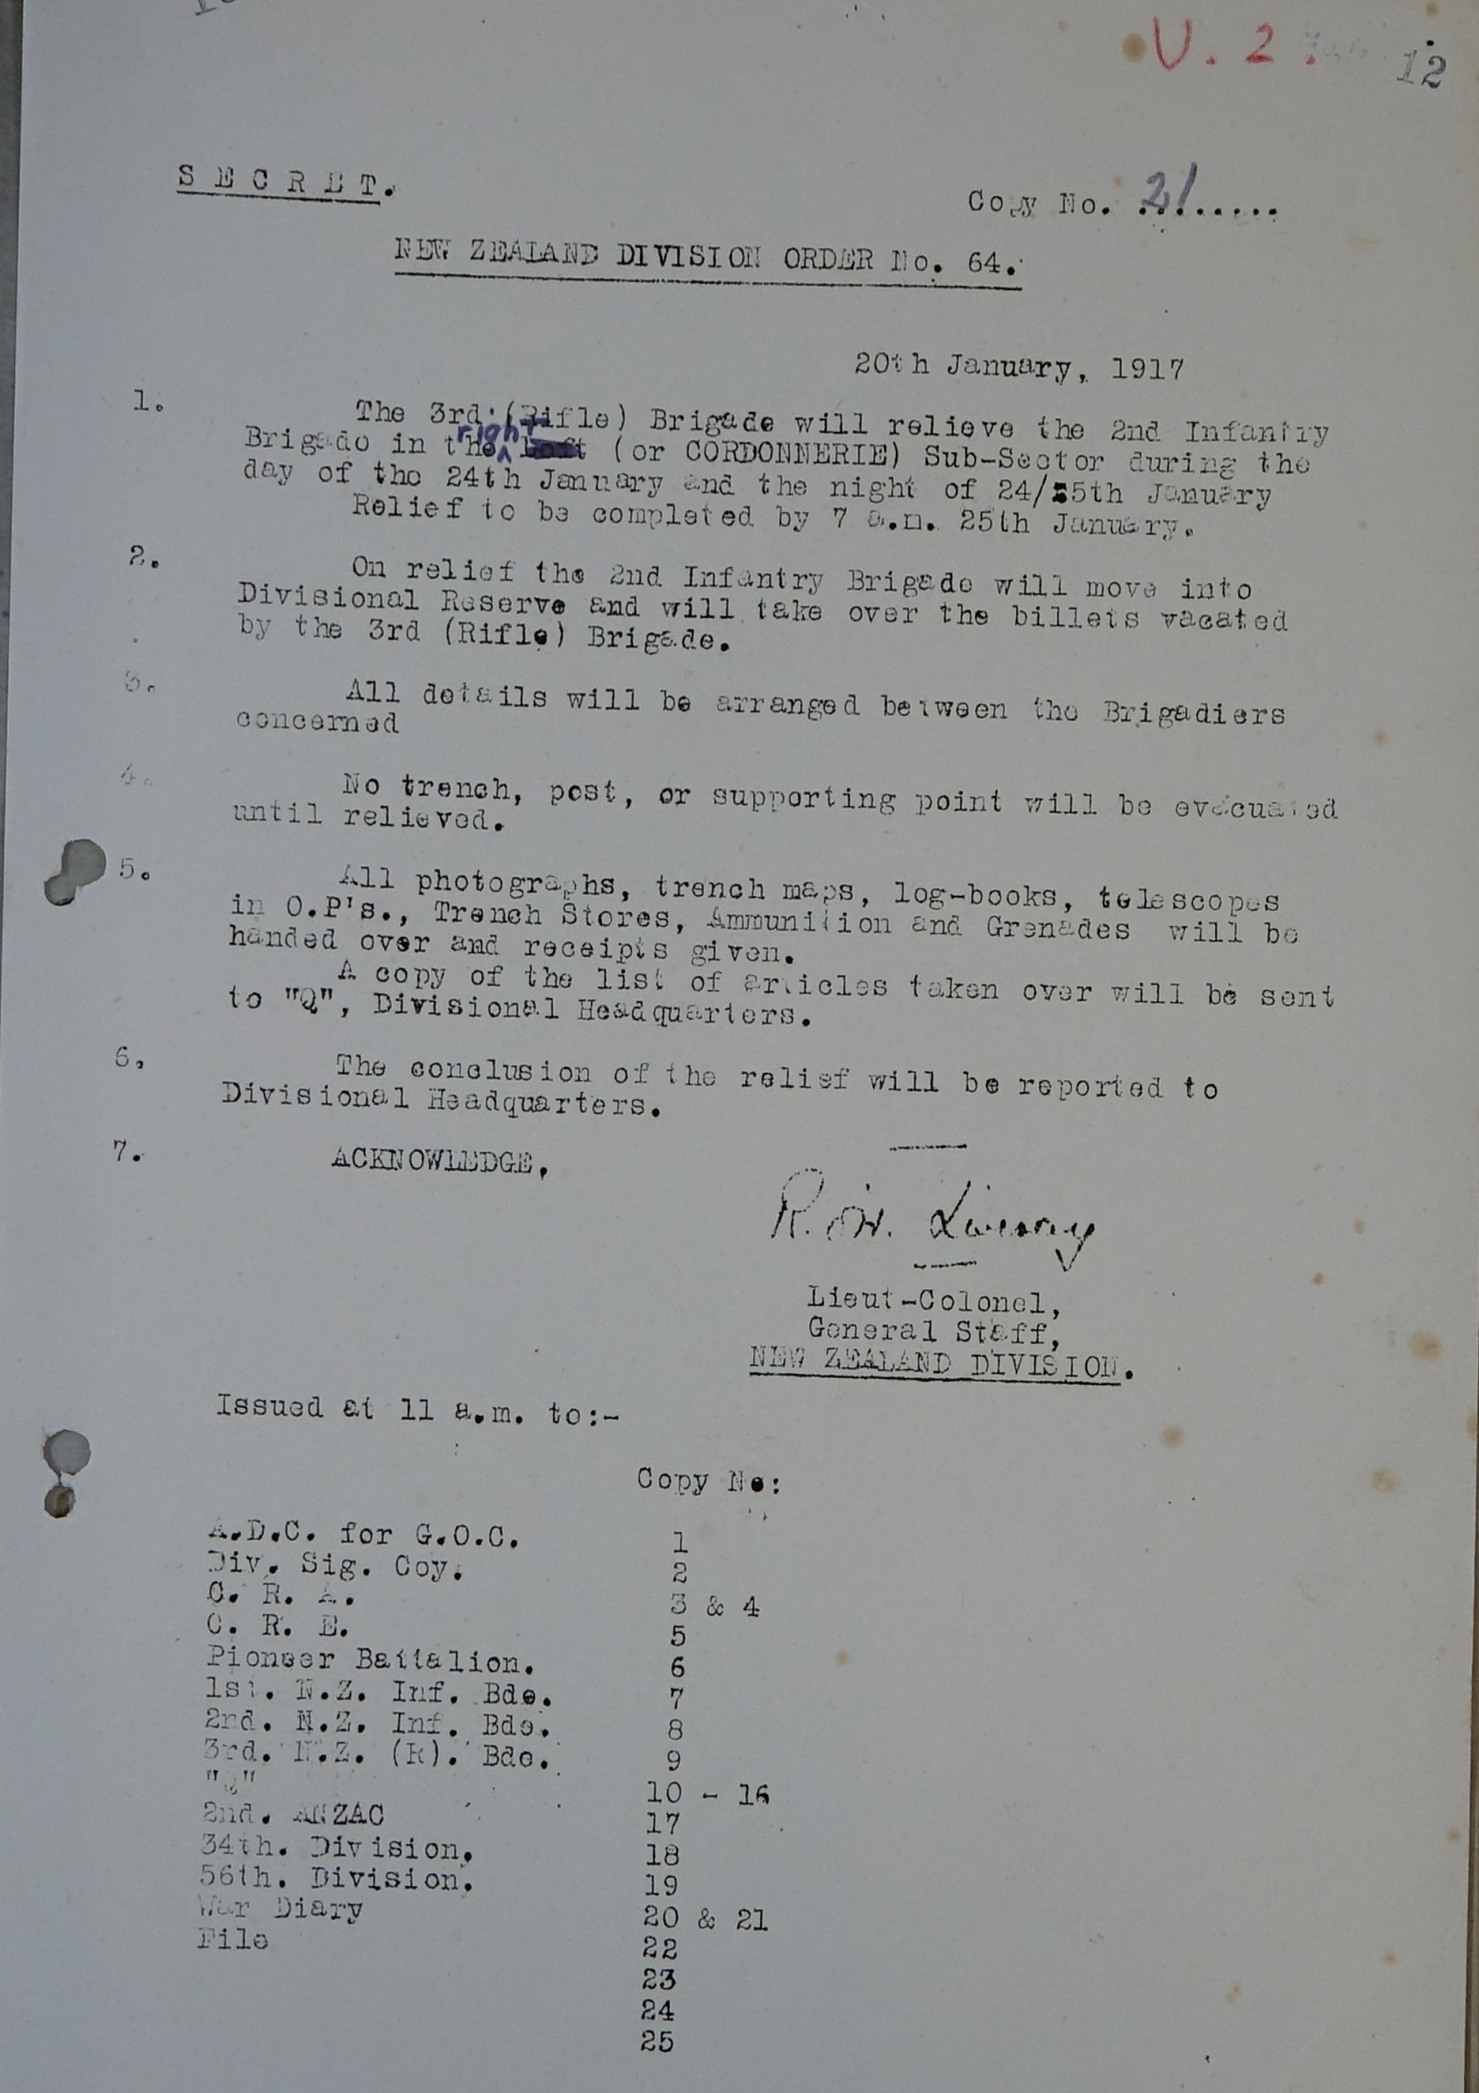 U. 2.
12
S E C R E T.
Copy No. 21........
NEW ZEALAND DIVISION ORDER No. 64.
20th January, 1917
1. The 3rd. (Rifle) Brigade will relieve the 2nd Infantry
Brigade in the right (or CORDONNERIE) Sub-Sector during the
day of the 24th January and the night of 24/25th January
Relief to be completed by 7 a.m. 25th January.
2. On relief the 2nd Infantry Brigade will move into
Divisional Reserve and will take over the billets vacated
by the 3rd (Rifle) Brigade.
3. All details will be arranged between the Brigadiers
concerned
4. No trench, post, or supporting point will be evacuated
until relieved.
5. All photographs, trench maps, log-books, telescopes
in O.P's., Trench Stores, Ammunition and Grenades will be
handed over and receipts given.
A copy of the list of articles taken over will be sent
to "Q", Divisional Headquarters.
6. The conclusion of the relief will be reported to
Divisional Headquarters.
7. ACKNOWLEDGE,
Lieut-Colonel,
General Staff,
NEW ZEALAND DIVISION.
Issued at 11 a.m. to:-
Copy No:
A.D.C. for G.O.C. 1
Div. Sig. Coy. 2
C. R. A. 3 & 4
C. R. E. 5
Pioneer Battalion. 6
1st. N.Z. Inf. Bde. 7
2nd. N.Z. Inf. Bde. 8
3rd. N.Z. (R). Bde. 9
"Q" 10 - 16
2nd. ANZAC 17
34th. Division. 18
56th. Division. 19
War Diary 20 & 21
File 22
23
24
25